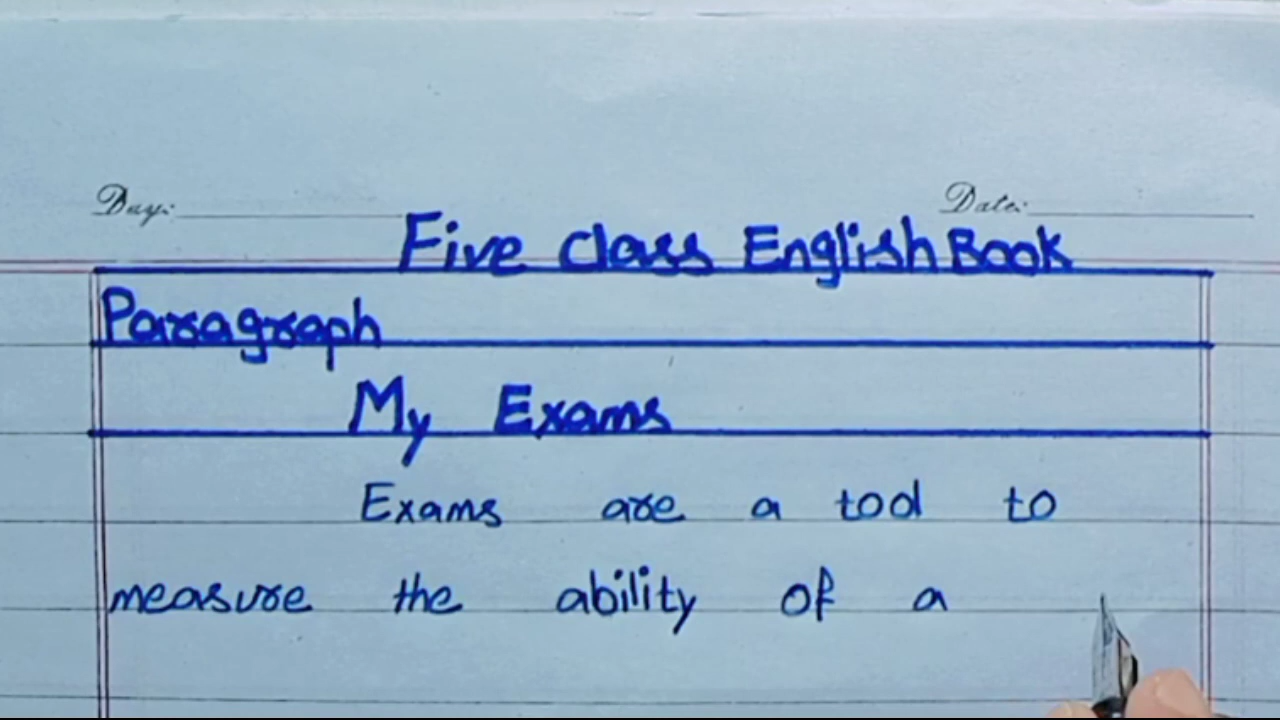 Day: Date:
Five Class English Book
Paragraph
My Exams
Exams are a tool to
measure the ability of a